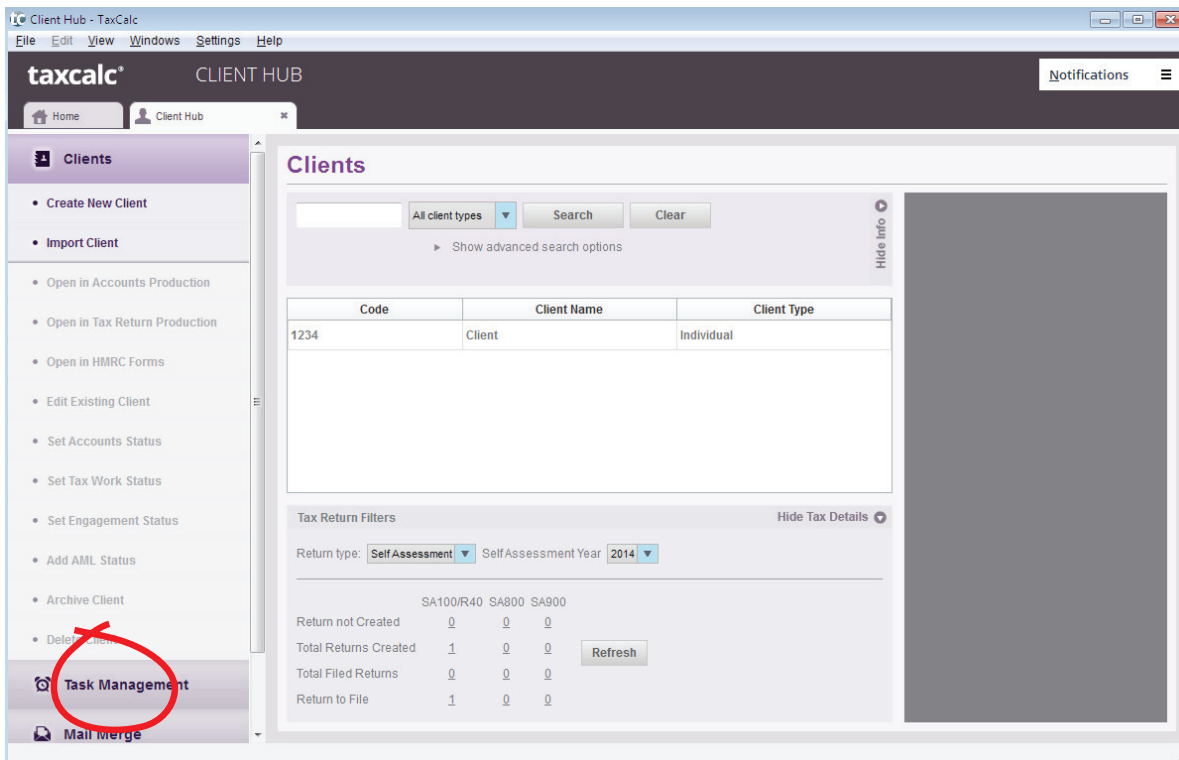 Client Hub - TaxCalc
File Edit View Windows Settings Help
taxcalc® CLIENT HUB
Notifications
Home Client Hub
Clients
Create New Client
Import Client
Open in Accounts Production
Open in Tax Return Production
Open in HMRC Forms
Edit Existing Client
Set Accounts Status
Set Tax Work Status
Set Engagement Status
Add AML Status
Archive Client
Delete Client
Task Management
Mail Merge
Clients
All client types Search Clear
Show advanced search options
Hide Info
Code Client Name Client Type
1234 Client Individual
Tax Return Filters Hide Tax Details
Return type: Self Assessment Self Assessment Year 2014
SA100/R40 SA800 SA900
Return not Created 0 0 0
Total Returns Created 1 0 0 Refresh
Total Filed Returns 0 0 0
Return to File 1 0 0